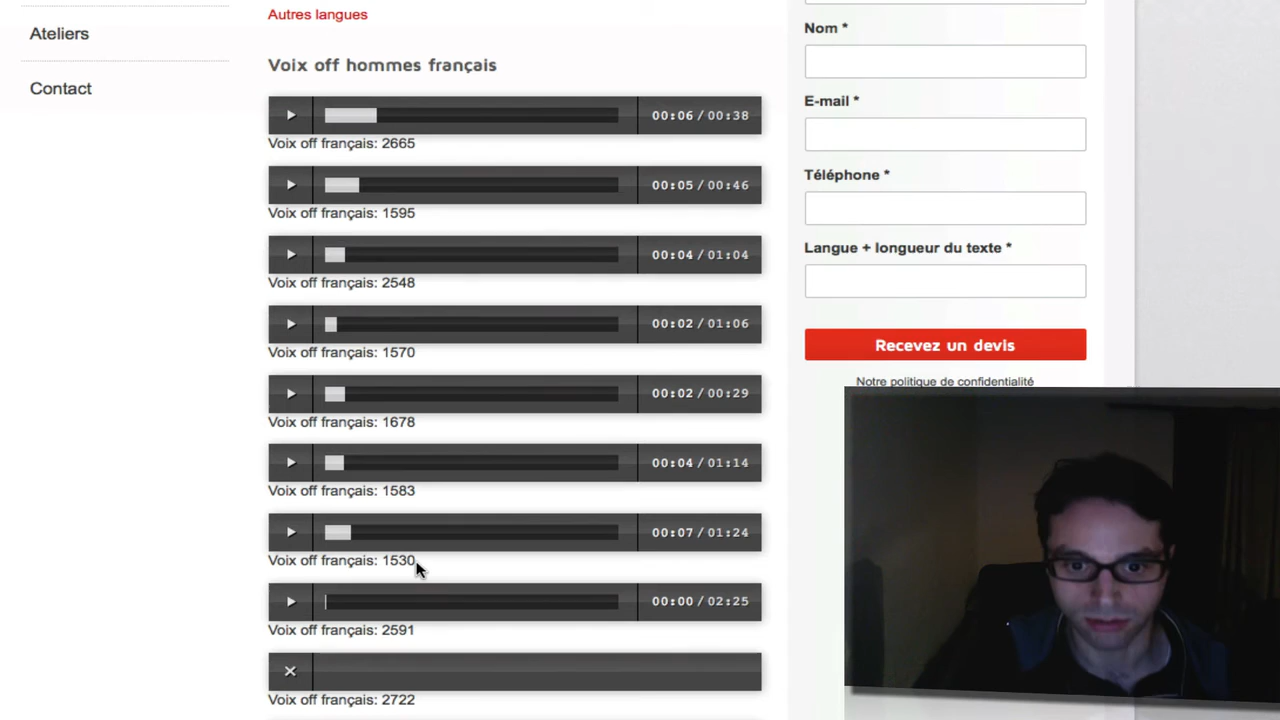 Ateliers
Contact
Autres langues
Voix off hommes français
00:06 / 00:38
Voix off français: 2665
00:05 / 00:46
Voix off français: 1595
00:04 / 01:04
Voix off français: 2548
00:02 / 01:06
Voix off français: 1570
00:02 / 00:29
Voix off français: 1678
00:04 / 01:14
Voix off français: 1583
00:07 / 01:24
Voix off français: 1530
00:00 / 02:25
Voix off français: 2591
Voix off français: 2722
Nom *
E-mail *
Téléphone *
Langue + longueur du texte *
Recevez un devis
Notre politique de confidentialité